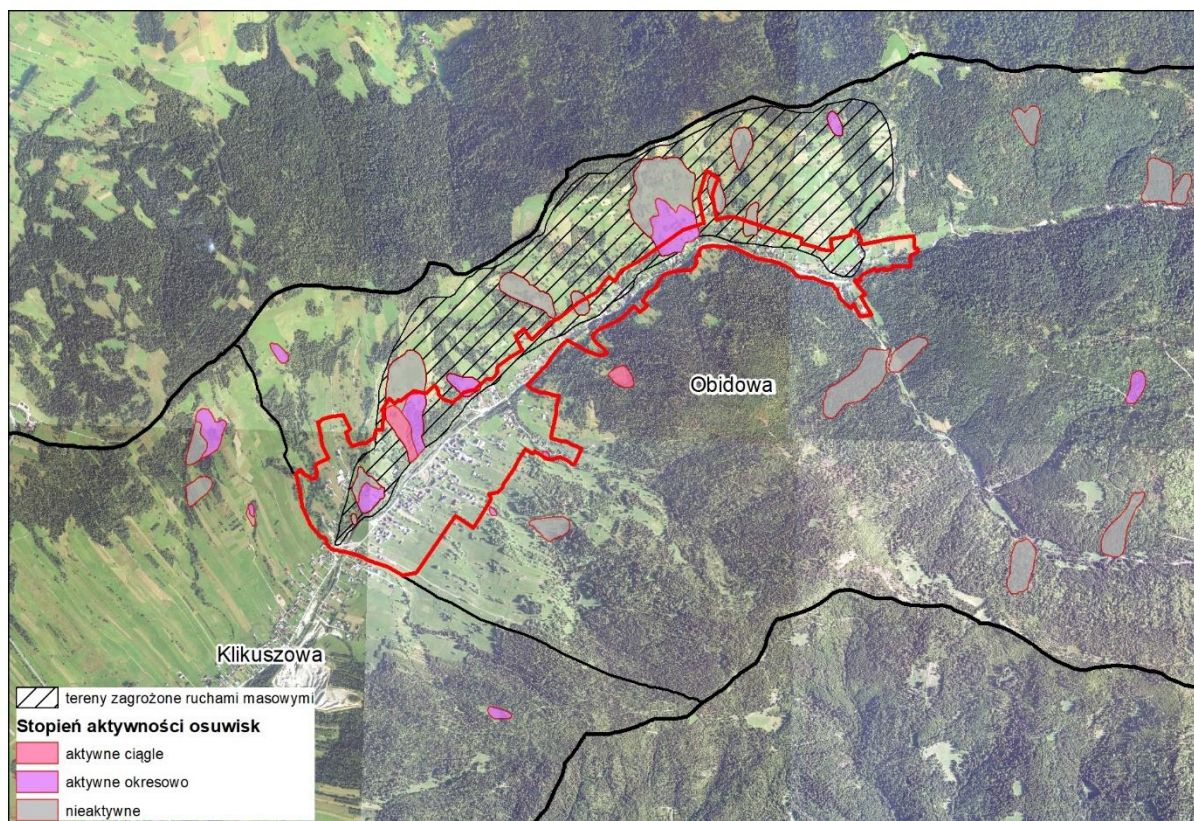 Obidowa
Klikuszowa
tereny zagrożone ruchami masowymi
Stopień aktywności osuwisk
aktywne ciągle
aktywne okresowo
nieaktywne